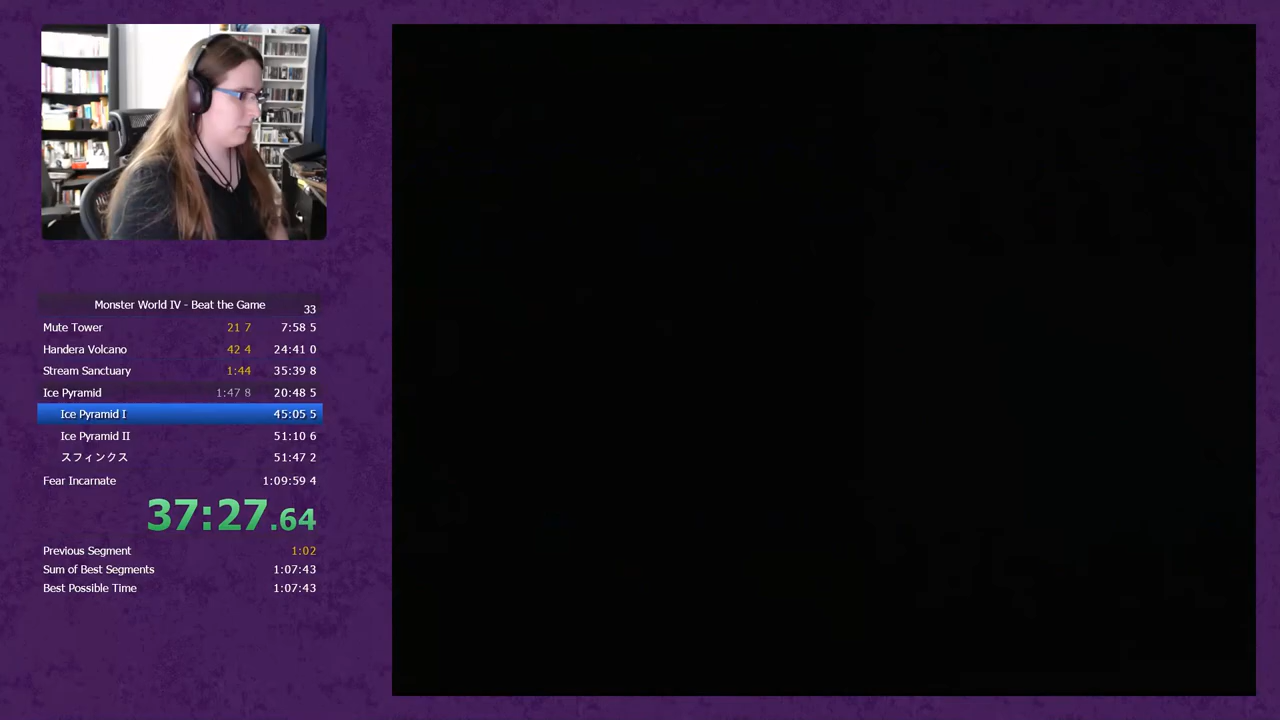 Monster World IV - Beat the Game 33
Mute Tower 21 7 7:58 5
Handera Volcano 42 4 24:41 0
Stream Sanctuary 1:44 35:39 8
Ice Pyramid 1:47 8 20:48 5
Ice Pyramid I 45:05 5
Ice Pyramid II 51:10 6
スフィンクス 51:47 2
Fear Incarnate 1:09:59 4
37:27.64
Previous Segment 1:02
Sum of Best Segments 1:07:43
Best Possible Time 1:07:43